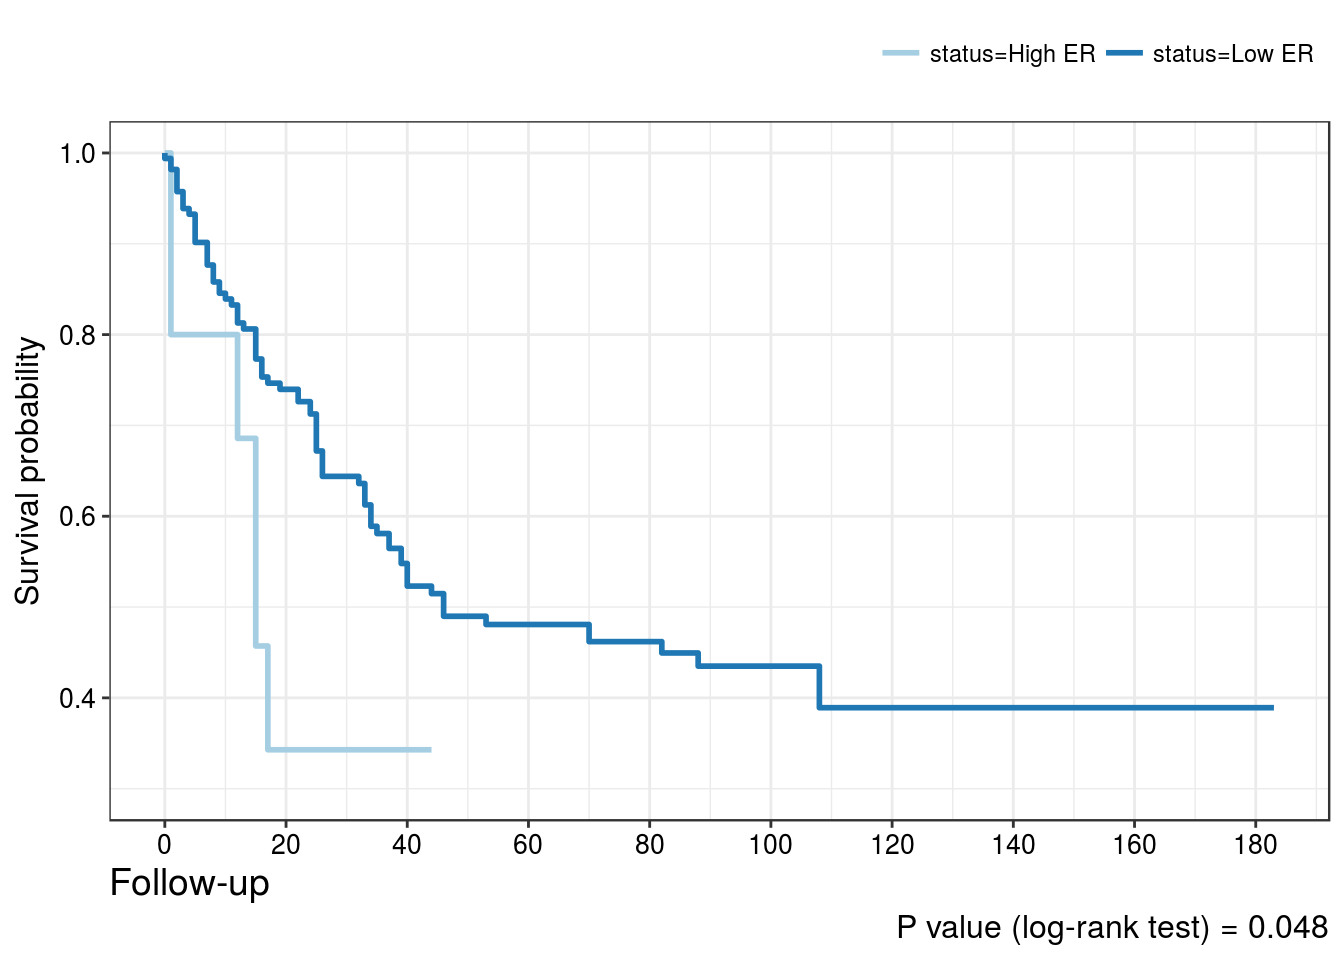 status=High ER status=Low ER
Survival probability
1.0
0.8
0.6
0.4
0 20 40 60 80 100 120 140 160 180
Follow-up
P value (log-rank test) = 0.048